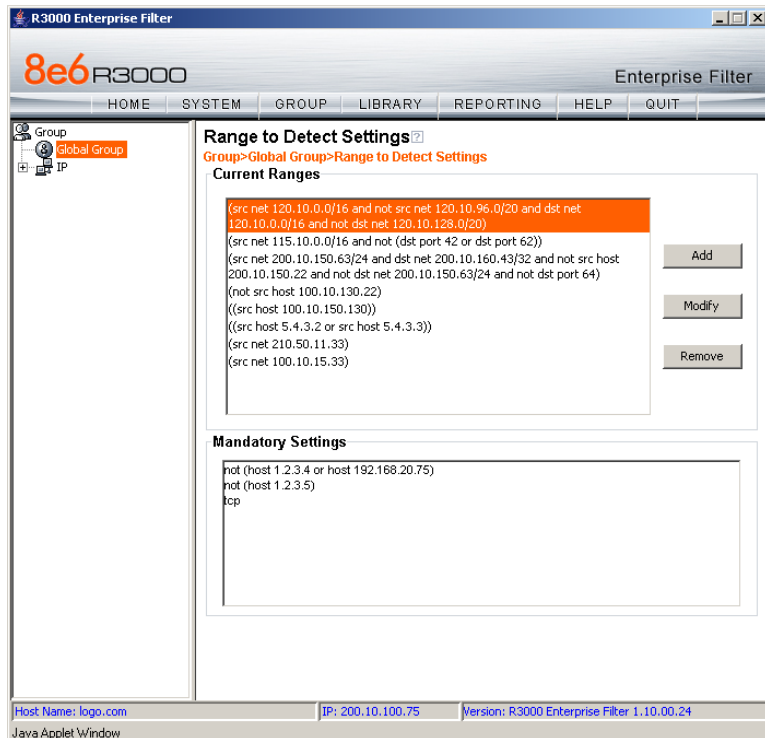 R3000 Enterprise Filter
8e6 R3000
Enterprise Filter
HOME SYSTEM GROUP LIBRARY REPORTING HELP QUIT
Group
Global Group
IP
Range to Detect Settings?
Group>Global Group>Range to Detect Settings
Current Ranges
(src net 120.10.0.0/16 and not src net 120.10.96.0/20 and dst net
120.10.0.0/16 and not dst net 120.10.128.0/20)
(src net 115.10.0.0/16 and not (dst port 42 or dst port 62))
(src net 200.10.150.63/24 and dst net 200.10.160.43/32 and not src host
200.10.150.22 and not dst net 200.10.150.63/24 and not dst port 64)
(not src host 100.10.130.22)
((src host 100.10.150.130))
((src host 5.4.3.2 or src host 5.4.3.3))
(src net 210.50.11.33)
(src net 100.10.15.33)
Add
Modify
Remove
Mandatory Settings
not (host 1.2.3.4 or host 192.168.20.75)
not (host 1.2.3.5)
tcp
Host Name: logo.com
IP: 200.10.100.75
Version: R3000 Enterprise Filter 1.10.00.24
Java Applet Window